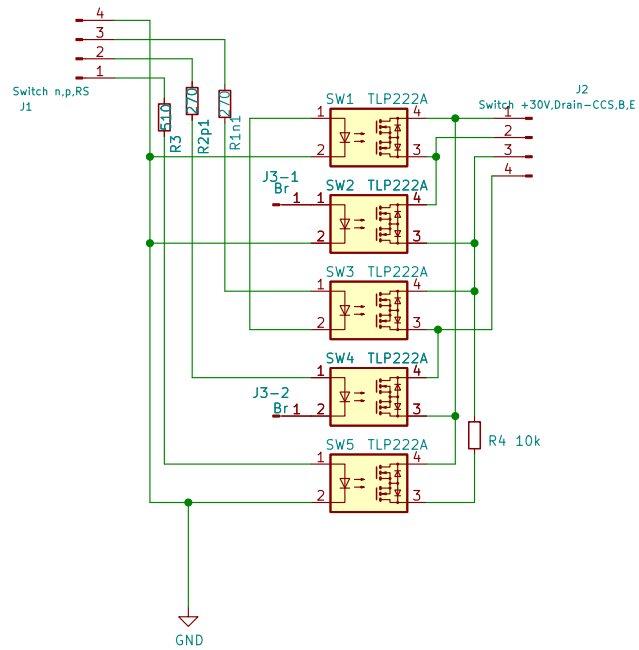 4
3
2
1
Switch n,p,RS
J1
510
R3
270
R2p1
270
R1n1
J2
Switch +30V,Drain-CCS,B,E
1
2
3
4
SW1 TLP222A
1
2
4
3
J3-1
Br 1
SW2 TLP222A
1
2
4
3
SW3 TLP222A
1
2
4
3
SW4 TLP222A
1
2
4
3
J3-2
Br 1
R4 10k
SW5 TLP222A
1
2
4
3
GND